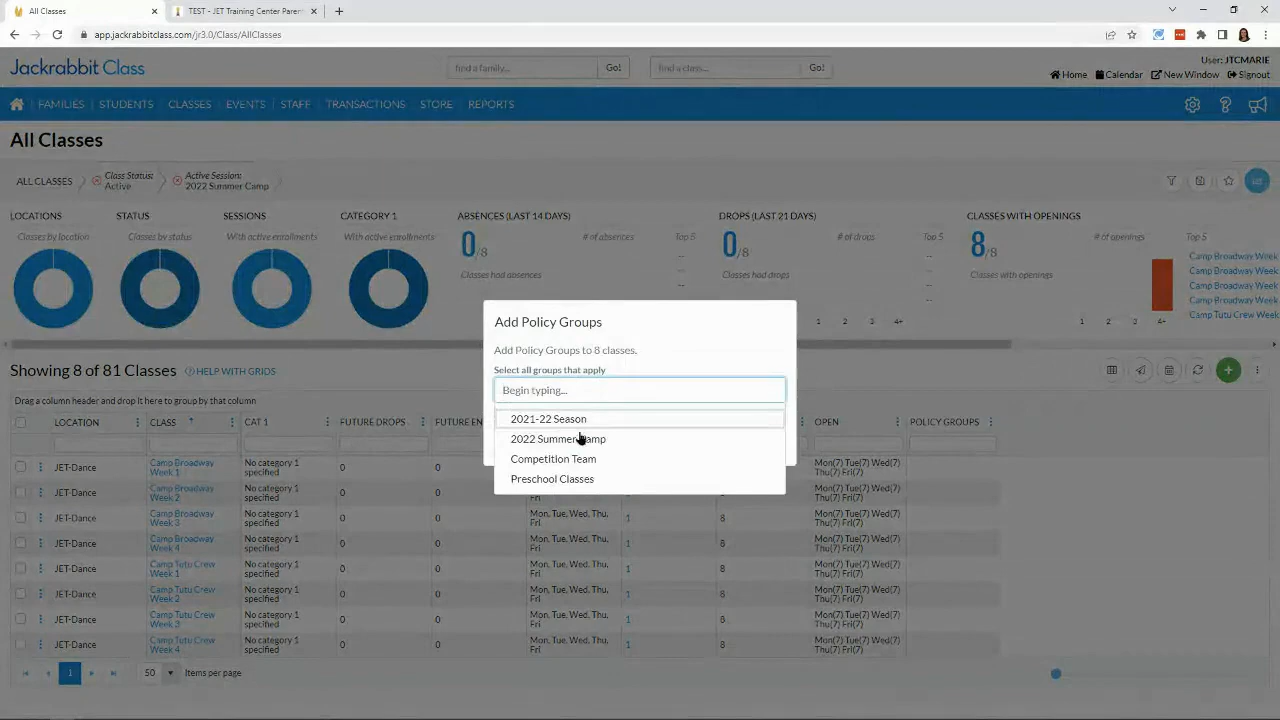 All Classes
TEST - JET Training Center Parent
app.jackrabbitclass.com/jr3.0/Class/AllClasses
Jackrabbit Class
find a family...
Go!
find a class...
Go!
User: JTCMARIE
Home
Calendar
New Window
Signout
FAMILIES
STUDENTS
CLASSES
EVENTS
STAFF
TRANSACTIONS
STORE
REPORTS
All Classes
ALL CLASSES
Class Status:
Active
Active Session:
2022 Summer Camp
LOCATIONS
STATUS
SESSIONS
CATEGORY 1
ABSENCES (LAST 14 DAYS)
DROPS (LAST 21 DAYS)
CLASSES WITH OPENINGS
Classes by location
Classes by status
With active enrollments
With active enrollments
0/8
# of absences
Top 5
0/8
# of drops
Top 5
8/8
# of openings
Top 5
Classes had absences
--
--
--
Classes had drops
--
--
--
Classes with openings
Camp Broadway Week
Camp Broadway Week
Camp Broadway Week
Camp Broadway Week
Camp Tutu Crew Week
1 2 3 4+
1 2 3 4+
Showing 8 of 81 Classes
HELP WITH GRIDS
Drag a column header and drop it here to group by that column
Add Policy Groups
Add Policy Groups to 8 classes.
Select all groups that apply
Begin typing...
2021-22 Season
2022 Summer Camp
Competition Team
Preschool Classes
LOCATION
CLASS
CAT 1
FUTURE DROPS
FUTURE EN
OPEN
POLICY GROUPS
JET-Dance
Camp Broadway
Week 1
No category 1
specified
0
0
Mon(7) Tue(7) Wed(7)
Thu(7) Fri(7)
JET-Dance
Camp Broadway
Week 2
No category 1
specified
0
0
Mon(7) Tue(7) Wed(7)
Thu(7) Fri(7)
JET-Dance
Camp Broadway
Week 3
No category 1
specified
0
0
Mon, Tue, Wed, Thu,
Fri
1
8
Mon(7) Tue(7) Wed(7)
Thu(7) Fri(7)
JET-Dance
Camp Broadway
Week 4
No category 1
specified
0
0
Mon, Tue, Wed, Thu,
Fri
1
8
Mon(7) Tue(7) Wed(7)
Thu(7) Fri(7)
JET-Dance
Camp Tutu Crew
Week 1
No category 1
specified
0
0
Mon, Tue, Wed, Thu,
Fri
1
8
Mon(7) Tue(7) Wed(7)
Thu(7) Fri(7)
JET-Dance
Camp Tutu Crew
Week 2
No category 1
specified
0
0
Mon, Tue, Wed, Thu,
Fri
1
8
Mon(7) Tue(7) Wed(7)
Thu(7) Fri(7)
JET-Dance
Camp Tutu Crew
Week 3
No category 1
specified
0
0
Mon, Tue, Wed, Thu,
Fri
1
8
Mon(7) Tue(7) Wed(7)
Thu(7) Fri(7)
JET-Dance
Camp Tutu Crew
Week 4
No category 1
specified
0
0
Mon, Tue, Wed, Thu,
Fri
1
8
Mon(7) Tue(7) Wed(7)
Thu(7) Fri(7)
1
50
Items per page